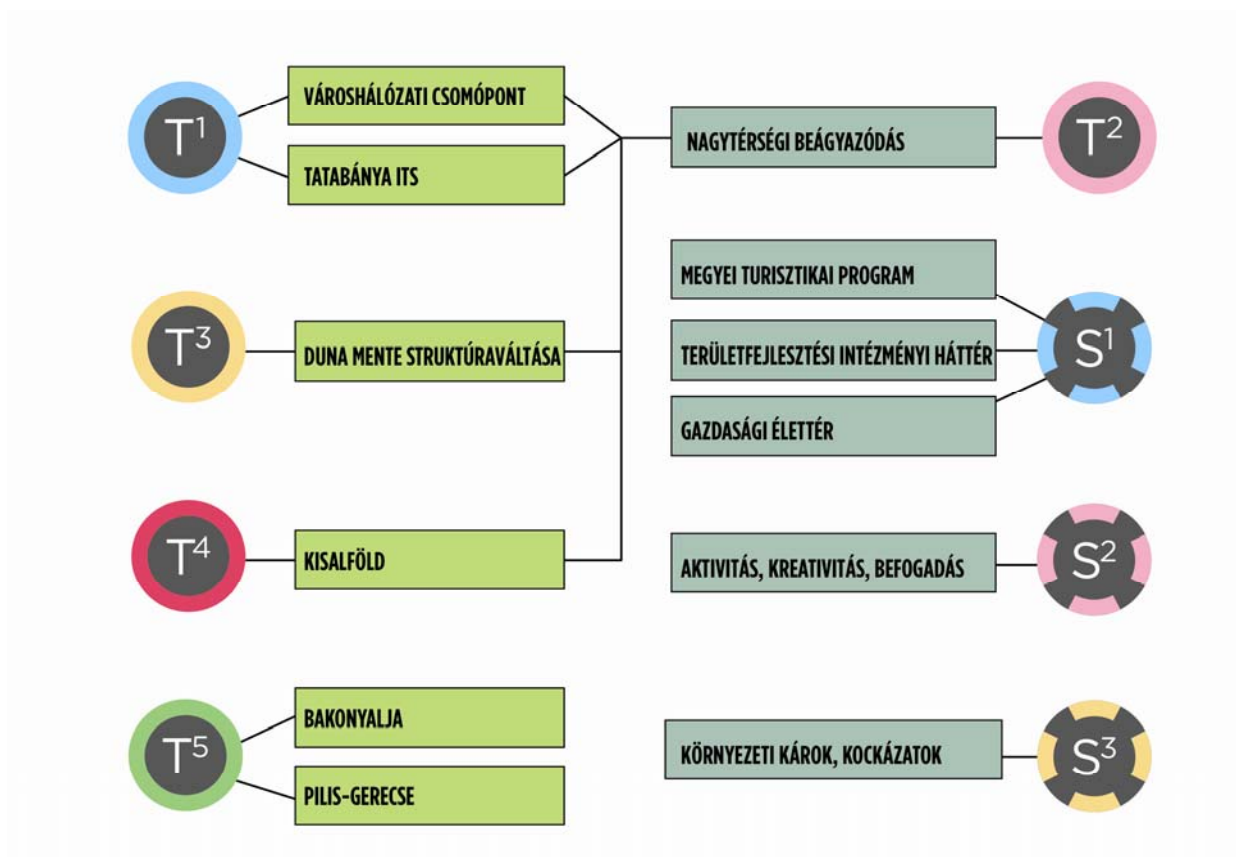 T¹
VÁROSHÁLÓZATI CSOMÓPONT
TATABÁNYA ITS
NAGYTÉRSÉGI BEÁGYAZÓDÁS
T²
T³
DUNA MENTE STRUKTÚRAVÁLTÁSA
MEGYEI TURISZTIKAI PROGRAM
TERÜLETFEJLESZTÉSI INTÉZMÉNYI HÁTTÉR
GAZDASÁGI ÉLETTÉR
S¹
T⁴
KISALFÖLD
AKTIVITÁS, KREATIVITÁS, BEFOGADÁS
S²
T⁵
BAKONYALJA
PILIS-GERECSE
KÖRNYEZETI KÁROK, KOCKÁZATOK
S³